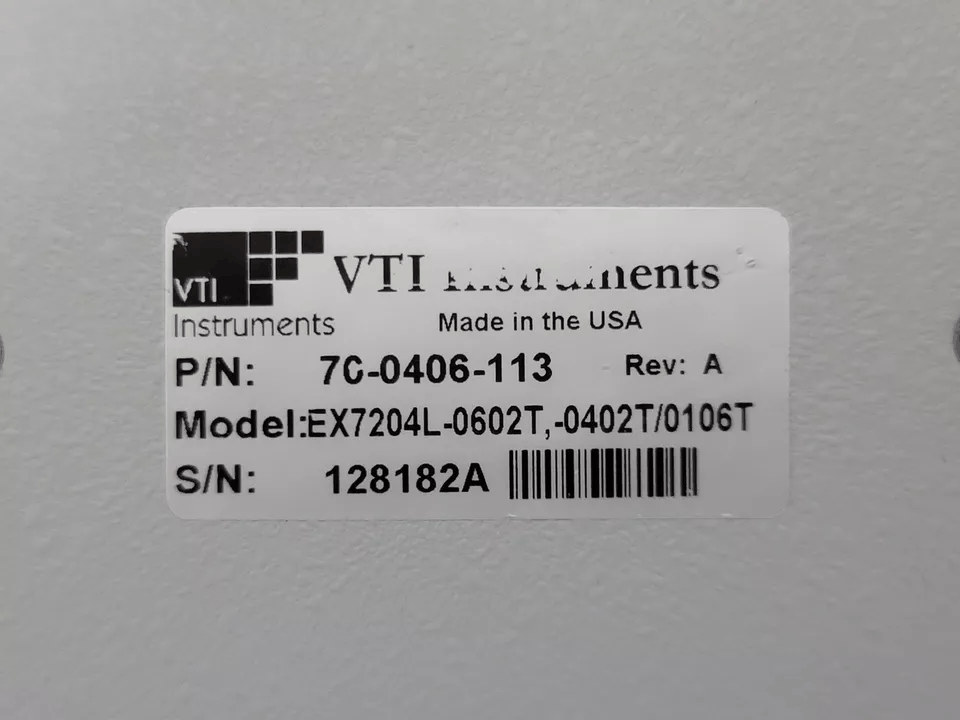 VTI
Instruments
VTI Instruments
Made in the USA
P/N: 70-0406-113 Rev: A
Model:EX7204L-0602T,-0402T/0106T
S/N: 128182A